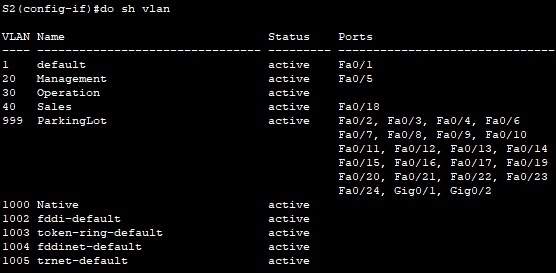 S2(config-if)#do sh vlan
VLAN Name                             Status    Ports
---- -------------------------------- --------- -------------------------------
1    default                          active    Fa0/1
20   Management                       active    Fa0/5
30   Operation                        active
40   Sales                            active    Fa0/18
999  ParkingLot                       active    Fa0/2, Fa0/3, Fa0/4, Fa0/6
                                                Fa0/7, Fa0/8, Fa0/9, Fa0/10
                                                Fa0/11, Fa0/12, Fa0/13, Fa0/14
                                                Fa0/15, Fa0/16, Fa0/17, Fa0/19
                                                Fa0/20, Fa0/21, Fa0/22, Fa0/23
                                                Fa0/24, Gig0/1, Gig0/2
1000 Native                           active
1002 fddi-default                     active
1003 token-ring-default               active
1004 fddinet-default                  active
1005 trnet-default                    active